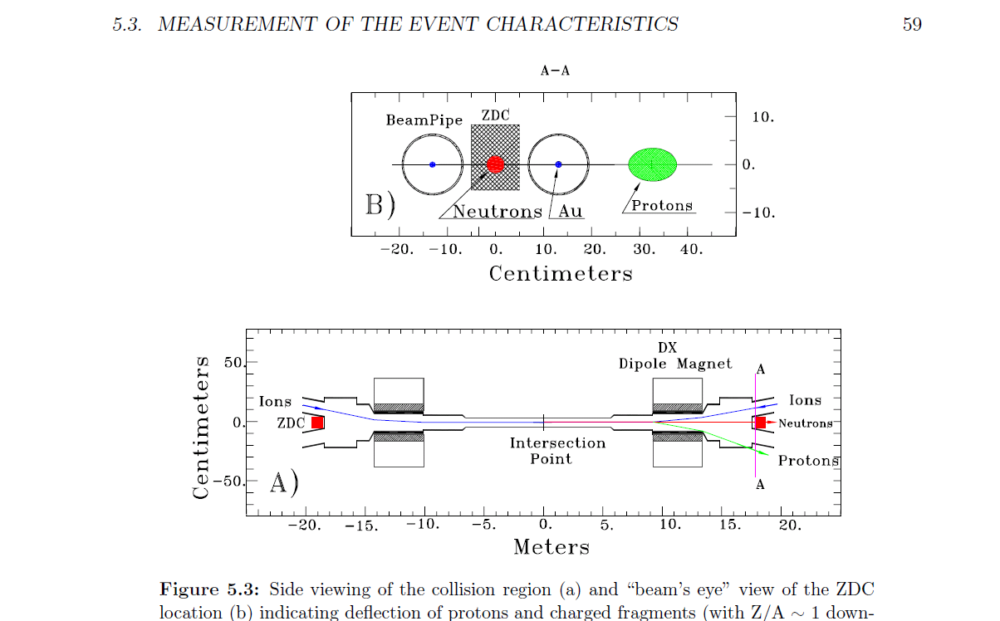 5.3. MEASUREMENT OF THE EVENT CHARACTERISTICS 59
A-A
BeamPipe ZDC
10.
0.
-10.
B)
Neutrons Au Protons
-20. -10. 0. 10. 20. 30. 40.
Centimeters
DX
Dipole Magnet
A
50.
0.
-50.
Centimeters
Ions
ZDC
Ions
Neutrons
Protons
Intersection
Point
A
A)
-20. -15. -10. -5. 0. 5. 10. 15. 20.
Meters
Figure 5.3: Side viewing of the collision region (a) and “beam's eye” view of the ZDC
location (b) indicating deflection of protons and charged fragments (with Z/A ∼ 1 down-